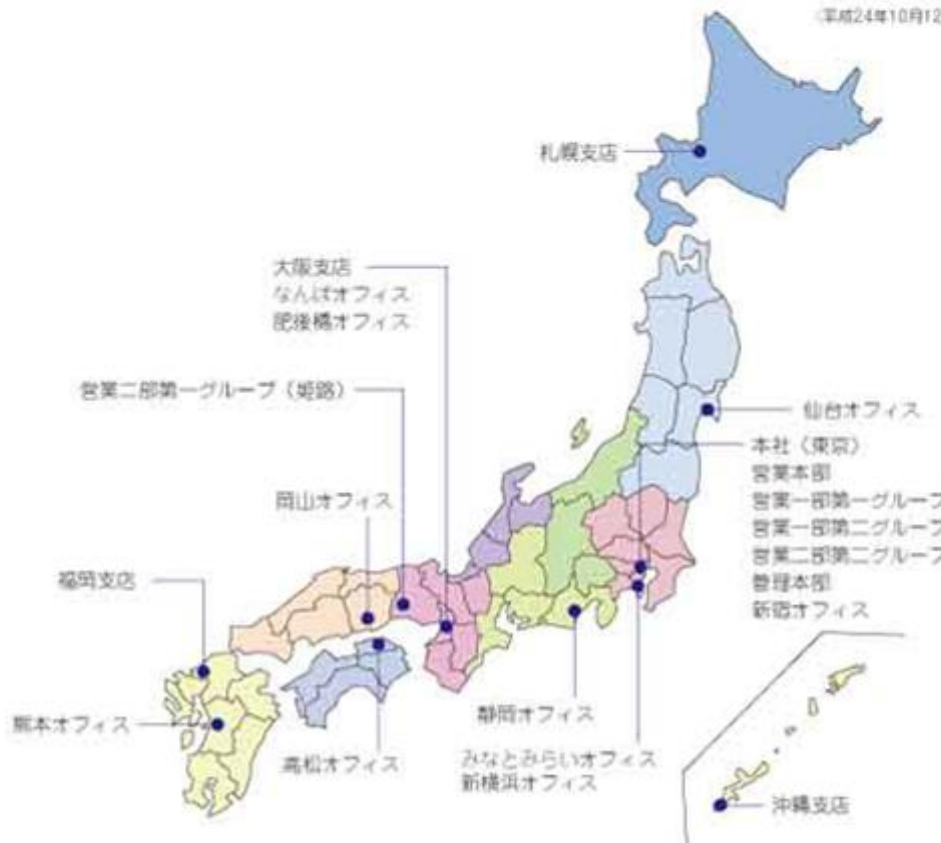 平成24年10月12
札幌支店
大阪支店
なんばオフィス
肥後橋オフィス
営業二部第一グループ（姫路）
仙台オフィス
本社（東京）
営業本部
営業一部第一グループ
営業一部第二グループ
営業二部第二グループ
管理本部
新宿オフィス
岡山オフィス
福岡支店
熊本オフィス
高松オフィス
静岡オフィス
みなとみらいオフィス
新横浜オフィス
沖縄支店